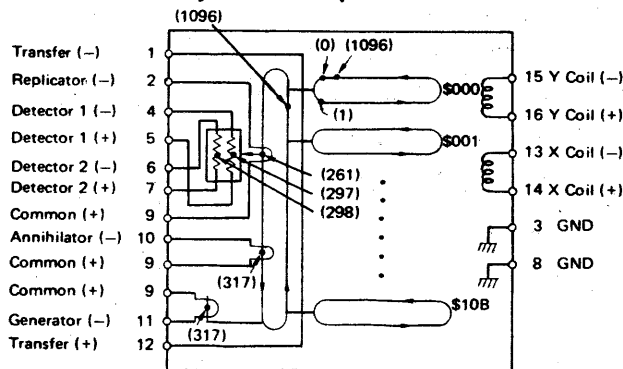 (1096)
(0) (1096)
Transfer (−) 1
Replicator (−) 2
Detector 1 (−) 4
Detector 1 (+) 5
Detector 2 (−) 6
Detector 2 (+) 7
Common (+) 9
Annihilator (−) 10
Common (+) 9
Common (+) 9
Generator (−) 11
Transfer (+) 12
$000
(1)
$001
(261)
(297)
(298)
(317)
(317)
$10B
15 Y Coil (−)
16 Y Coil (+)
13 X Coil (−)
14 X Coil (+)
3 GND
8 GND